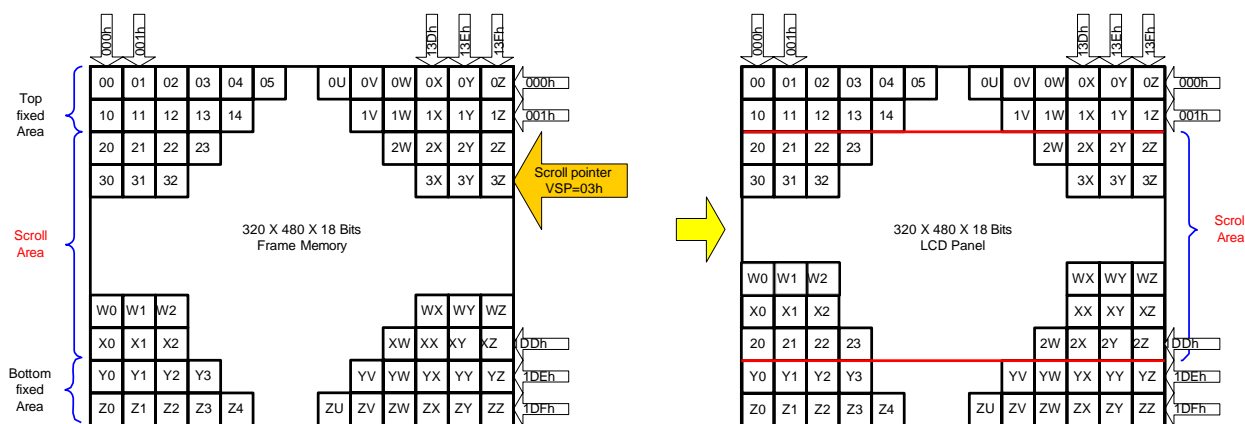 000h 001h 13Dh 13Eh 13Fh
00 01 02 03 04 05 0U 0V 0W 0X 0Y 0Z 000h
Top
fixed
Area
10 11 12 13 14 1V 1W 1X 1Y 1Z 001h
20 21 22 23 2W 2X 2Y 2Z
30 31 32 3X 3Y 3Z
Scroll pointer
VSP=03h
Scroll
Area
320 X 480 X 18 Bits
Frame Memory
W0 W1 W2 WX WY WZ
X0 X1 X2 XW XX XY XZ DDh
Bottom
fixed
Area
Y0 Y1 Y2 Y3 YV YW YX YY YZ 1DEh
Z0 Z1 Z2 Z3 Z4 ZU ZV ZW ZX ZY ZZ 1DFh
000h 001h 13Dh 13Eh 13Fh
00 01 02 03 04 05 0U 0V 0W 0X 0Y 0Z 000h
10 11 12 13 14 1V 1W 1X 1Y 1Z 001h
20 21 22 23 2W 2X 2Y 2Z
30 31 32 3X 3Y 3Z
320 X 480 X 18 Bits
LCD Panel
Scrol
Area
W0 W1 W2 WX WY WZ
X0 X1 X2 XX XY XZ
20 21 22 23 2W 2X 2Y 2Z DDh
Y0 Y1 Y2 Y3 YV YW YX YY YZ 1DEh
Z0 Z1 Z2 Z3 Z4 ZU ZV ZW ZX ZY ZZ 1DFh